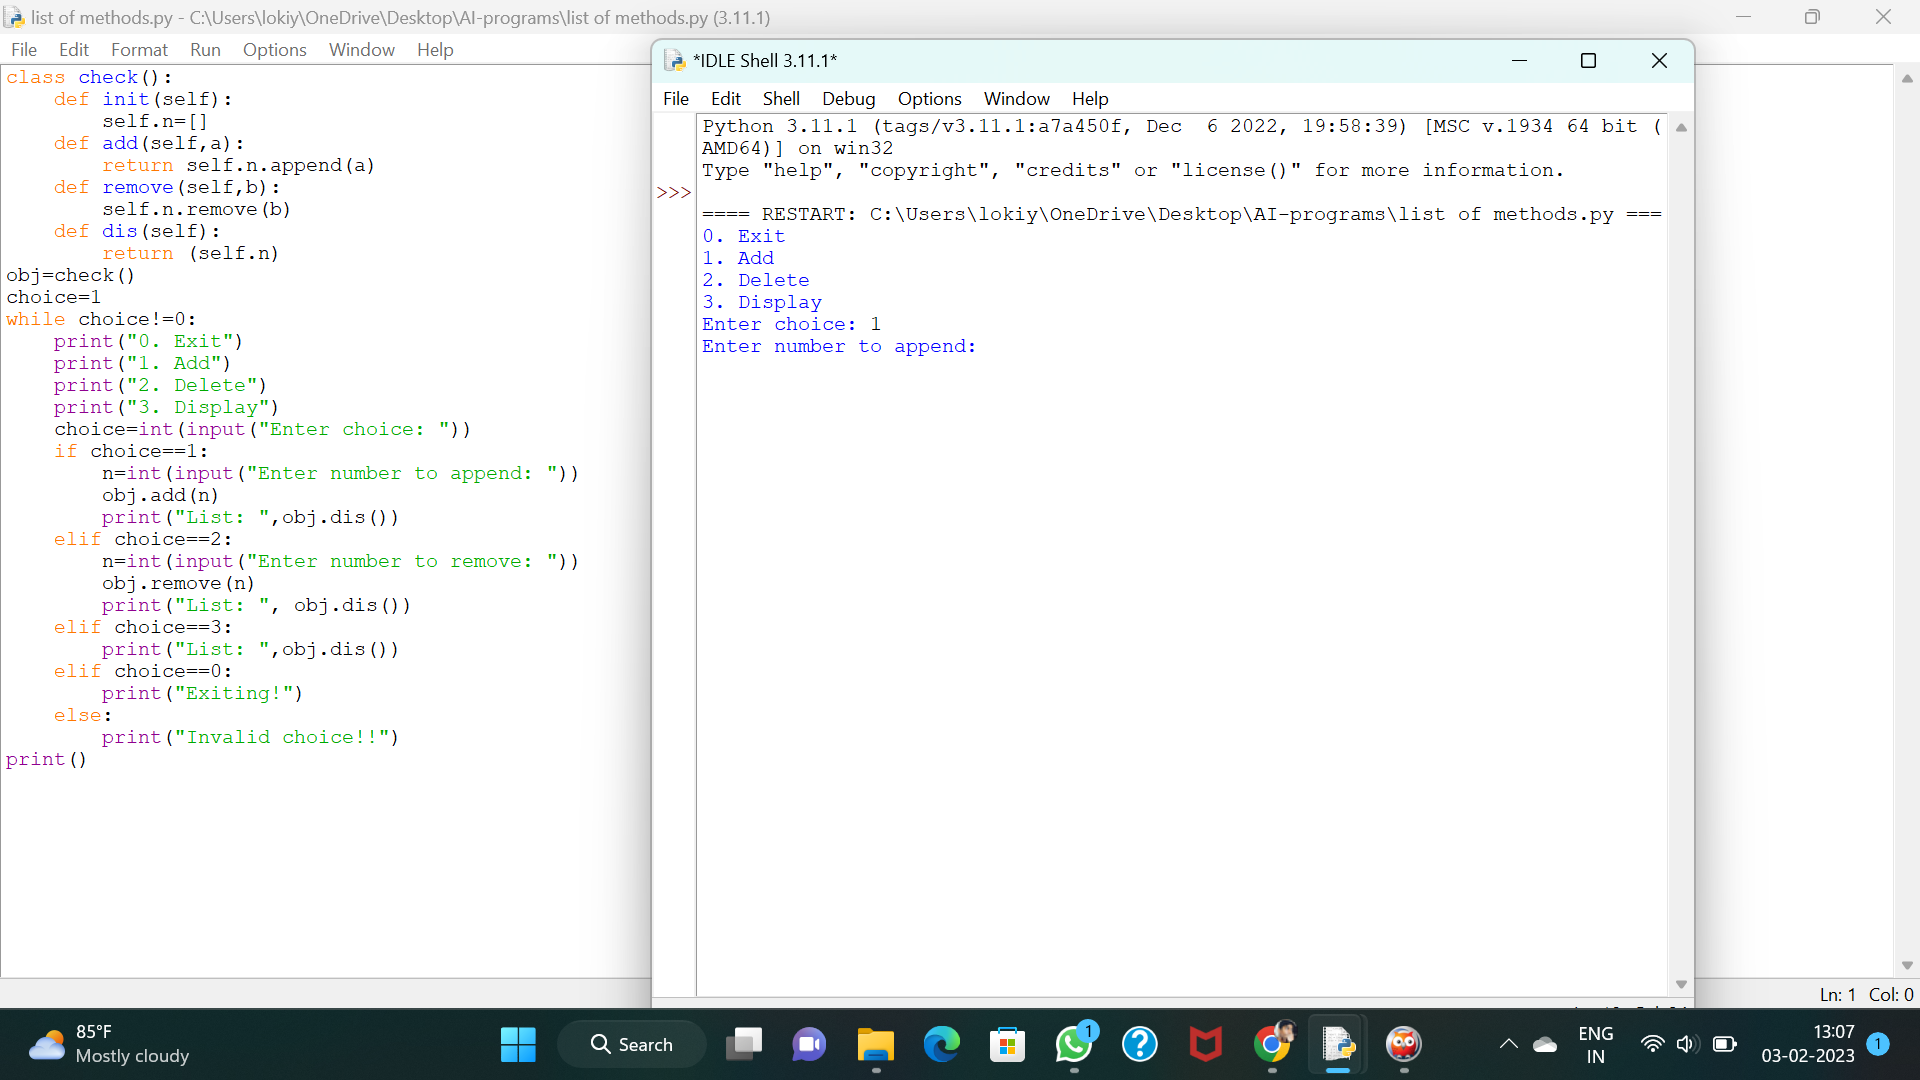 list of methods.py - C:\Users\lokiy\OneDrive\Desktop\AI-programs\list of methods.py (3.11.1)
File Edit Format Run Options Window Help
class check():
    def init(self):
        self.n=[]
    def add(self,a):
        return self.n.append(a)
    def remove(self,b):
        self.n.remove(b)
    def dis(self):
        return (self.n)
obj=check()
choice=1
while choice!=0:
    print("0. Exit")
    print("1. Add")
    print("2. Delete")
    print("3. Display")
    choice=int(input("Enter choice: "))
    if choice==1:
        n=int(input("Enter number to append: "))
        obj.add(n)
        print("List: ",obj.dis())
    elif choice==2:
        n=int(input("Enter number to remove: "))
        obj.remove(n)
        print("List: ", obj.dis())
    elif choice==3:
        print("List: ",obj.dis())
    elif choice==0:
        print("Exiting!")
    else:
        print("Invalid choice!!")
print()
*IDLE Shell 3.11.1*
File Edit Shell Debug Options Window Help
Python 3.11.1 (tags/v3.11.1:a7a450f, Dec  6 2022, 19:58:39) [MSC v.1934 64 bit (
AMD64)] on win32
Type "help", "copyright", "credits" or "license()" for more information.
>>>
==== RESTART: C:\Users\lokiy\OneDrive\Desktop\AI-programs\list of methods.py ===
0. Exit
1. Add
2. Delete
3. Display
Enter choice: 1
Enter number to append:
Ln: 1 Col: 0
85°F
Mostly cloudy
Search
1
ENG
IN
13:07
03-02-2023
1